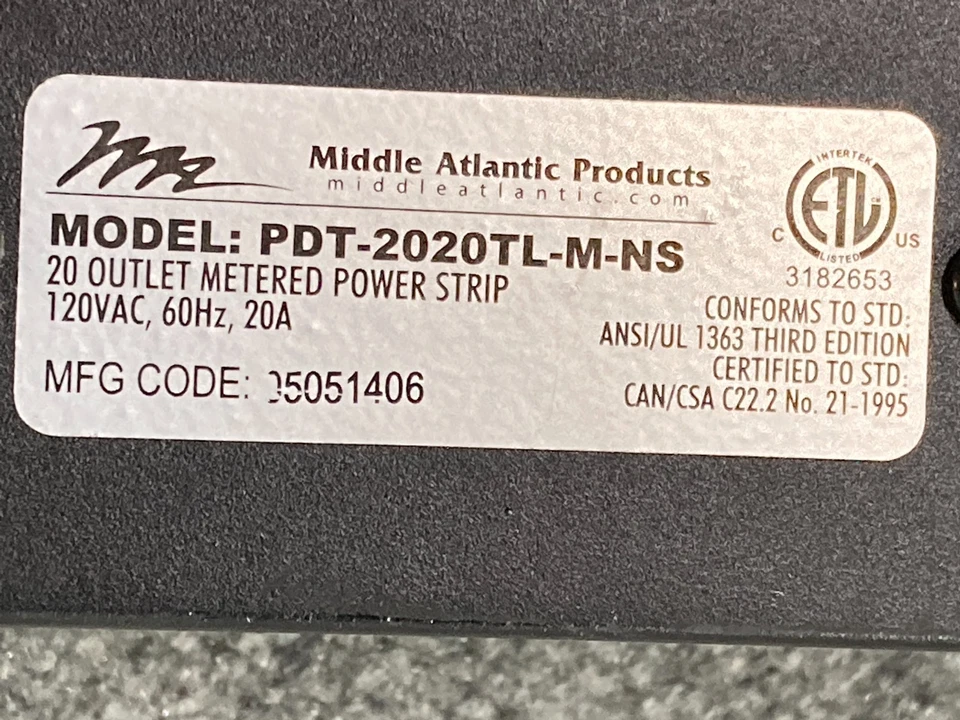 Middle Atlantic Products
middleatlantic.com
MODEL: PDT-2020TL-M-NS
20 OUTLET METERED POWER STRIP
120VAC, 60Hz, 20A
MFG CODE:
INTERTEK
ETL
CM
LISTED
C
US
3182653
CONFORMS TO STD:
ANSI/UL 1363 THIRD EDITION
CERTIFIED TO STD:
CAN/CSA C22.2 No. 21-1995